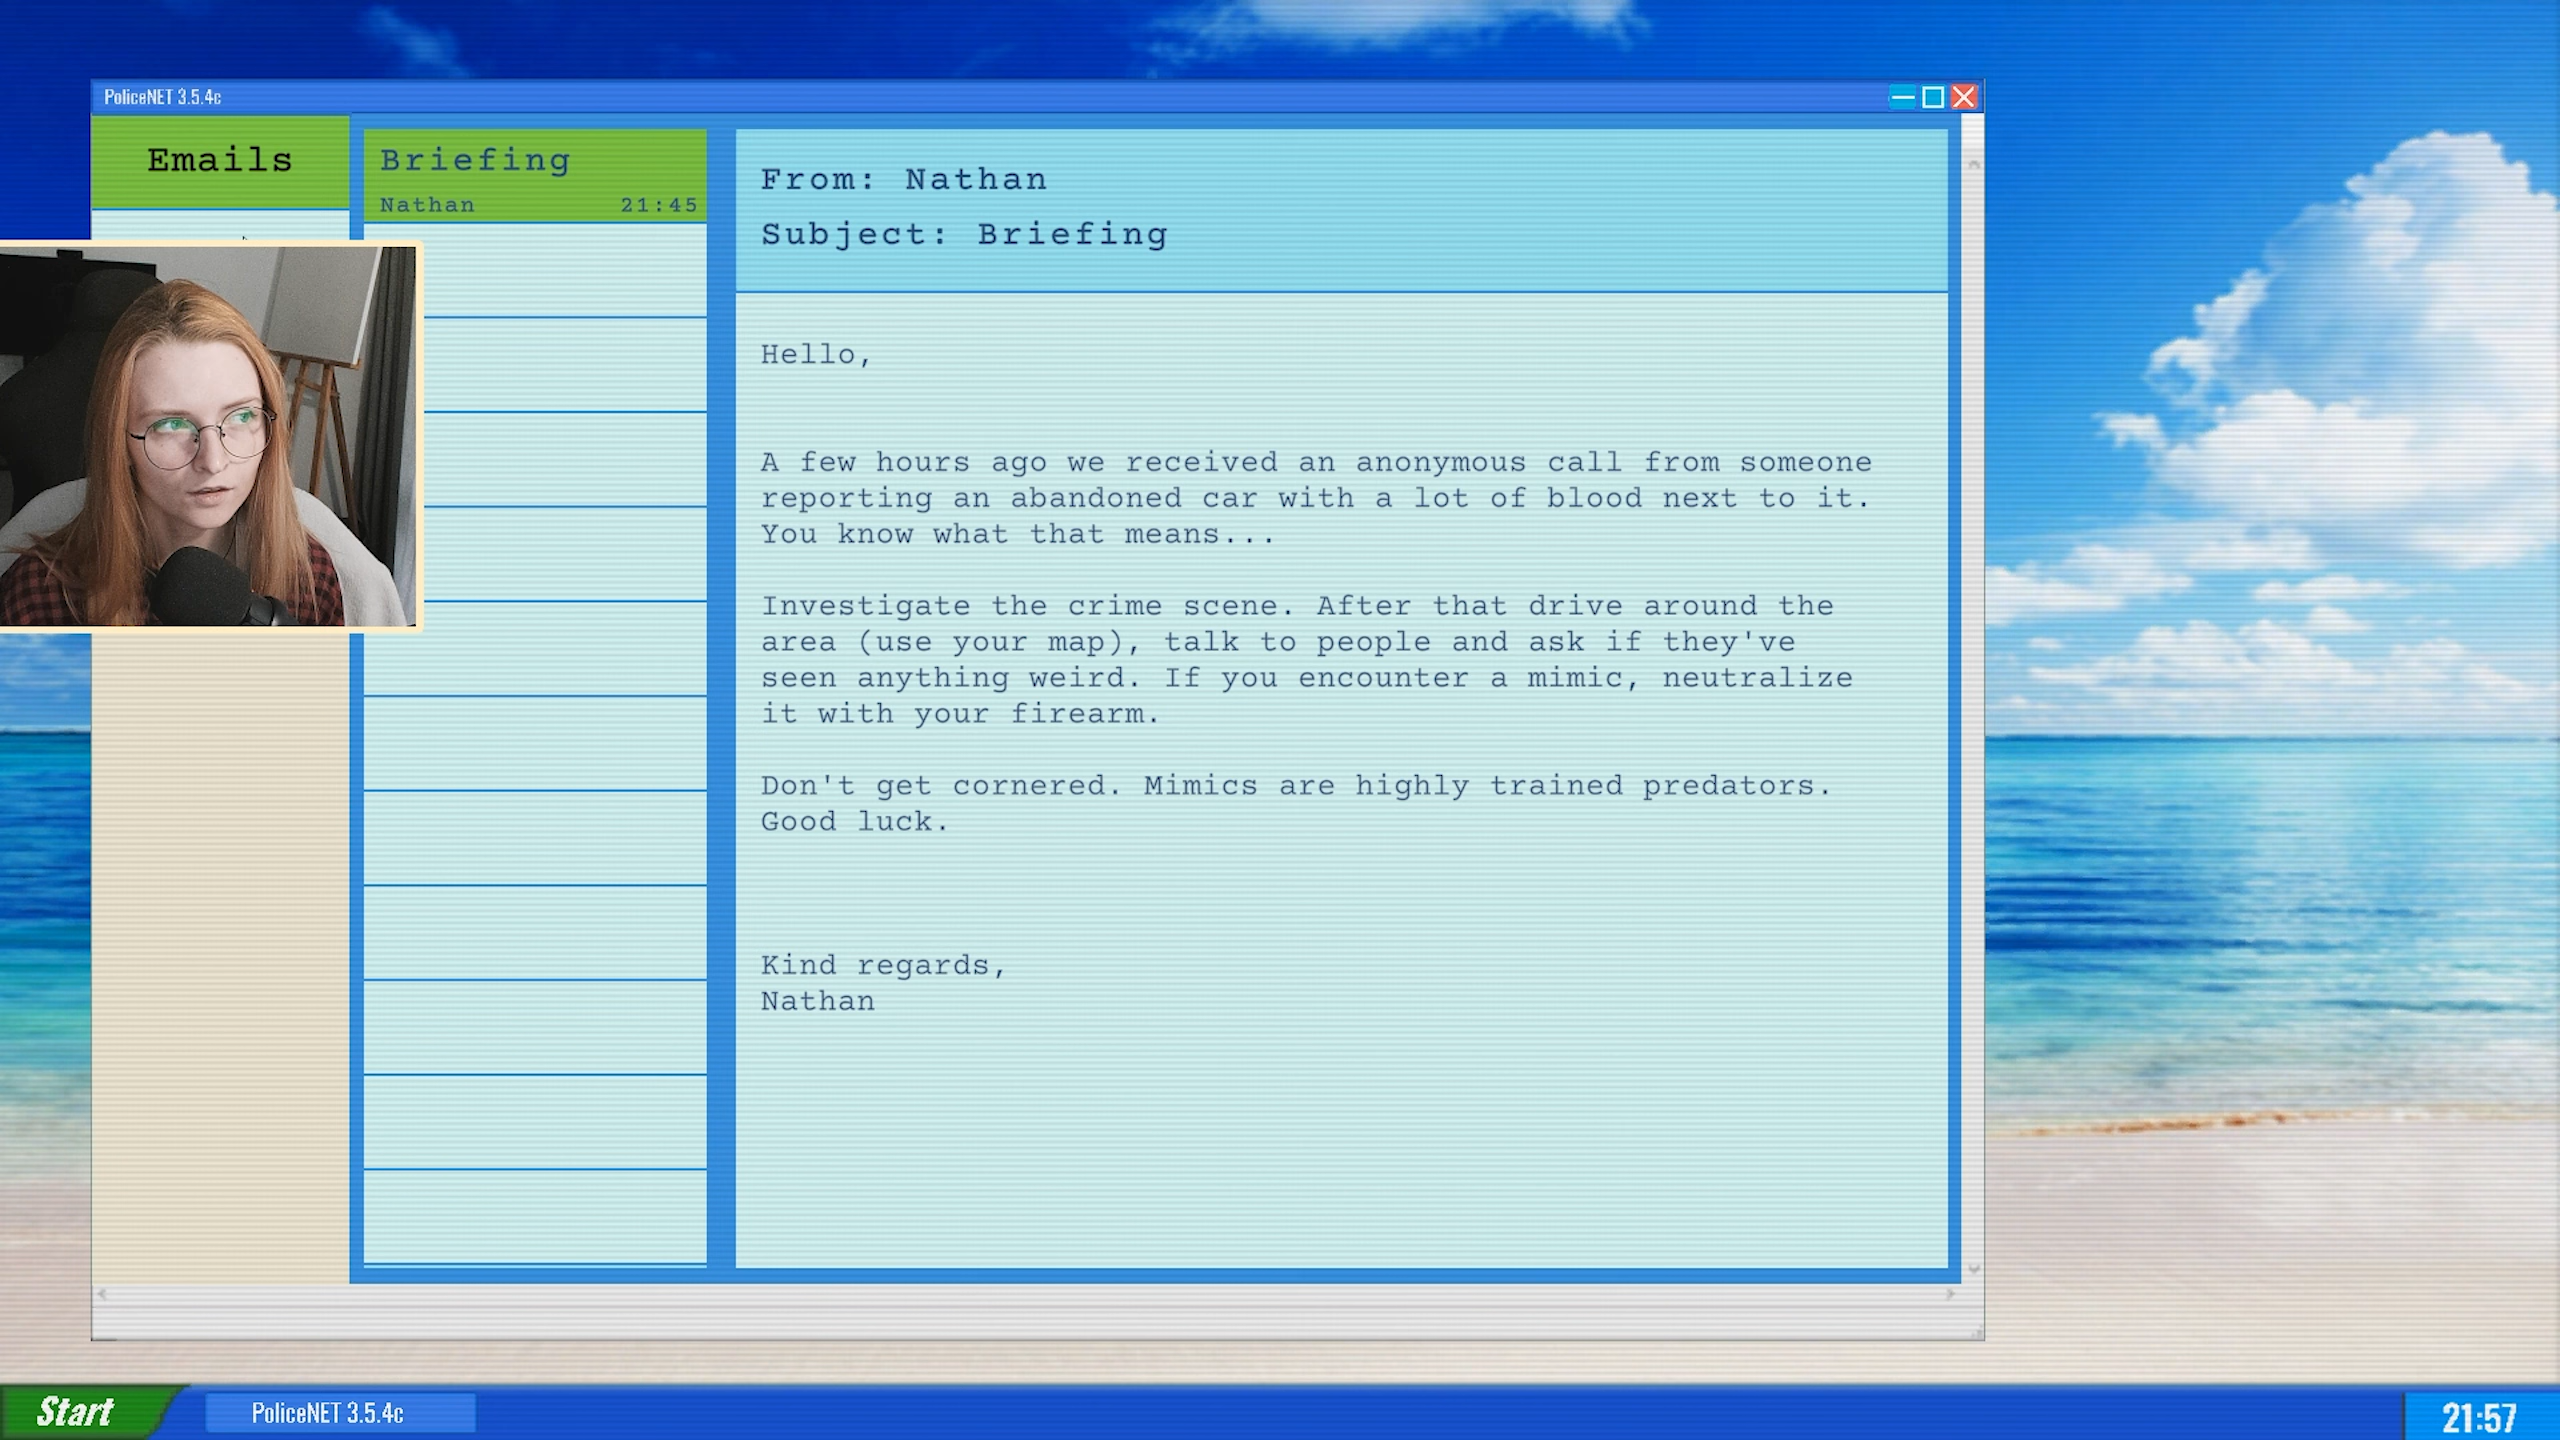 PoliceNET 3.5.4c
Emails
Briefing
Nathan 21:45
From: Nathan
Subject: Briefing
Hello,
A few hours ago we received an anonymous call from someone
reporting an abandoned car with a lot of blood next to it.
You know what that means...
Investigate the crime scene. After that drive around the
area (use your map), talk to people and ask if they've
seen anything weird. If you encounter a mimic, neutralize
it with your firearm.
Don't get cornered. Mimics are highly trained predators.
Good luck.
Kind regards,
Nathan
Start
PoliceNET 3.5.4c
21:57